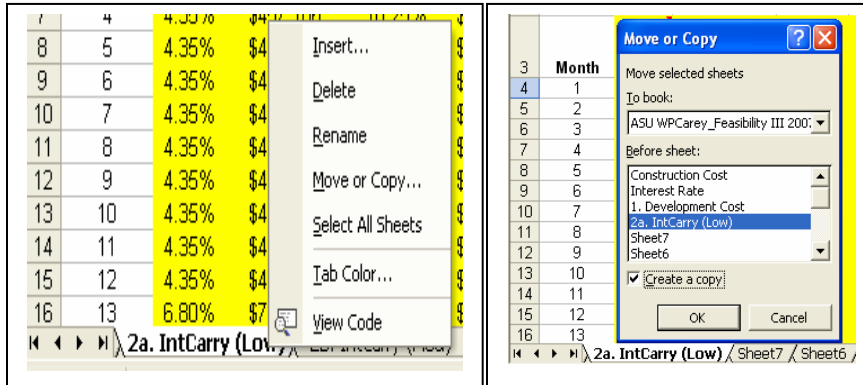 8 5 4.35% $4 Insert...
9 6 4.35% $4 Delete
10 7 4.35% $4
11 8 4.35% $4 Rename
12 9 4.35% $4 Move or Copy...
13 10 4.35% $4 Select All Sheets
14 11 4.35% $4
15 12 4.35% $4 Tab Color...
16 13 6.80% $7 View Code
2a. IntCarry (Low)
Move or Copy
3 Month Move selected sheets
4 1 To book:
5 2 ASU WPCarey_Feasibility III 200
6 3
7 4 Before sheet:
8 5 Construction Cost
9 6 Interest Rate
10 7 1. Development Cost
11 8 2a. IntCarry (Low)
Sheet7
12 9 Sheet6
13 10 Create a copy
14 11
15 12 OK Cancel
16 13
2a. IntCarry (Low) Sheet7 Sheet6